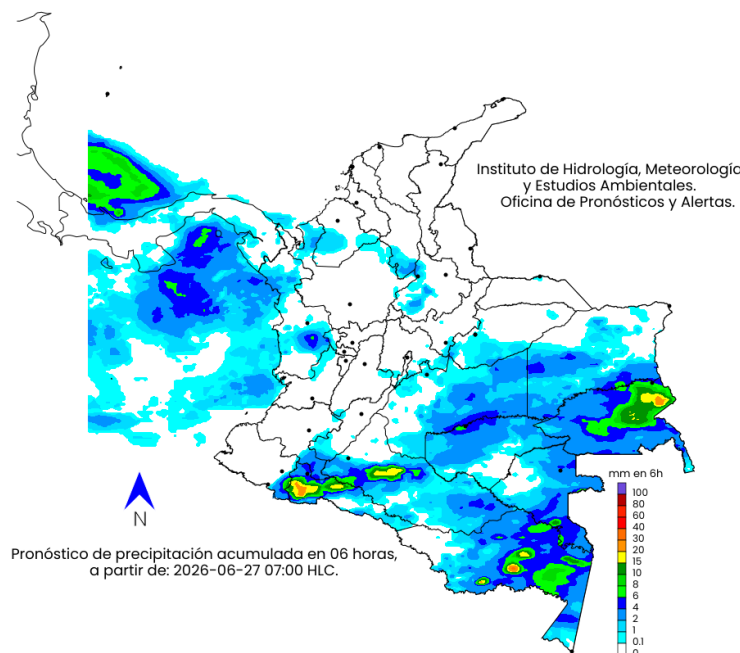 Instituto de Hidrología, Meteorología
y Estudios Ambientales.
Oficina de Pronósticos y Alertas.
N
Pronóstico de precipitación acumulada en 06 horas,
a partir de: 2026-06-27 07:00 HLC.
mm en 6h
100
80
60
40
30
20
15
10
8
6
4
2
1
0.1
0